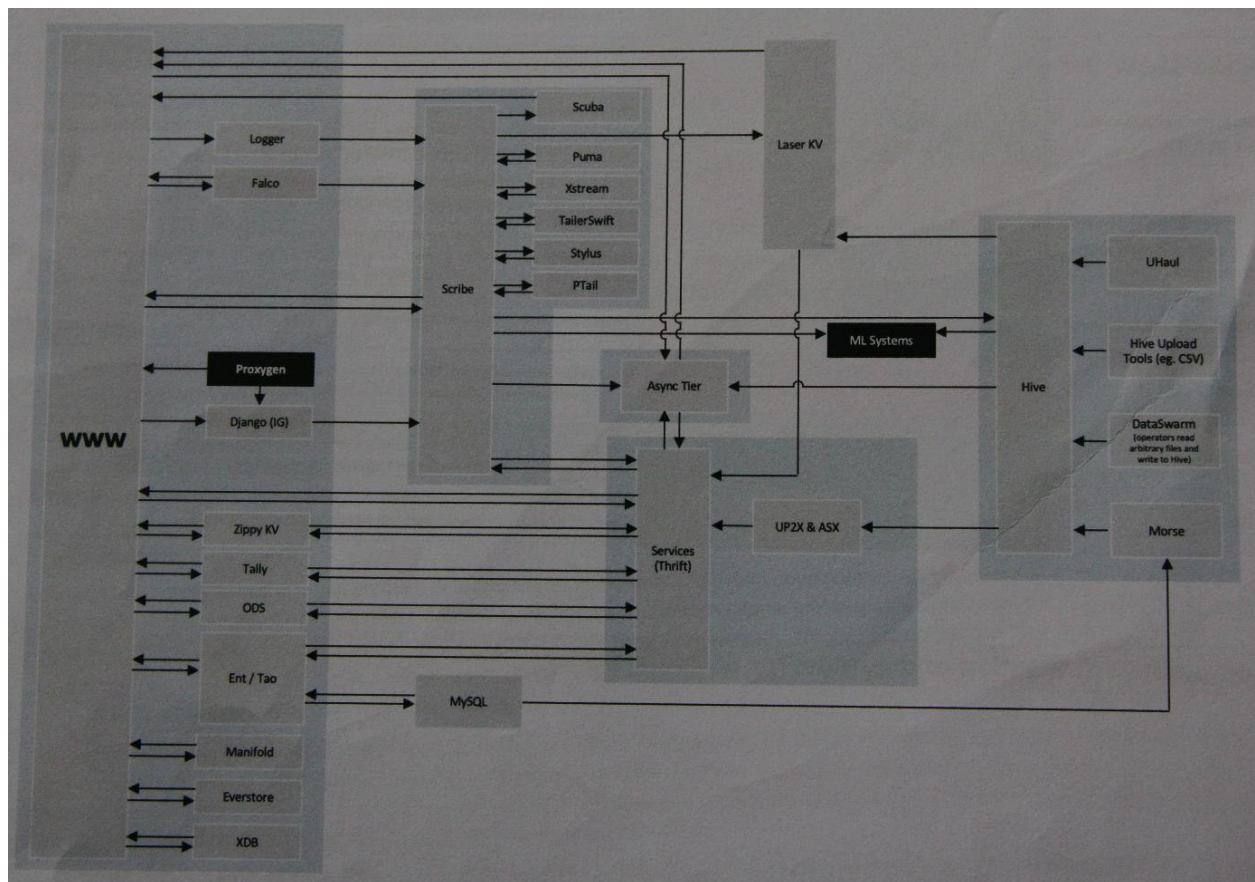 Scuba
Logger
Laser KV
Puma
Falco
Xstream
TailerSwift
Stylus
UHaul
PTail
Scribe
ML Systems
Hive Upload
Tools (eg. CSV)
Proxygen
Async Tier
Hive
Django (IG)
WWW
DataSwarm
(operators read
arbitrary files and
write to Hive)
Zippy KV
UP2X & ASX
Morse
Services
(Thrift)
Tally
ODS
Ent / Tao
MySQL
Manifold
Everstore
XDB